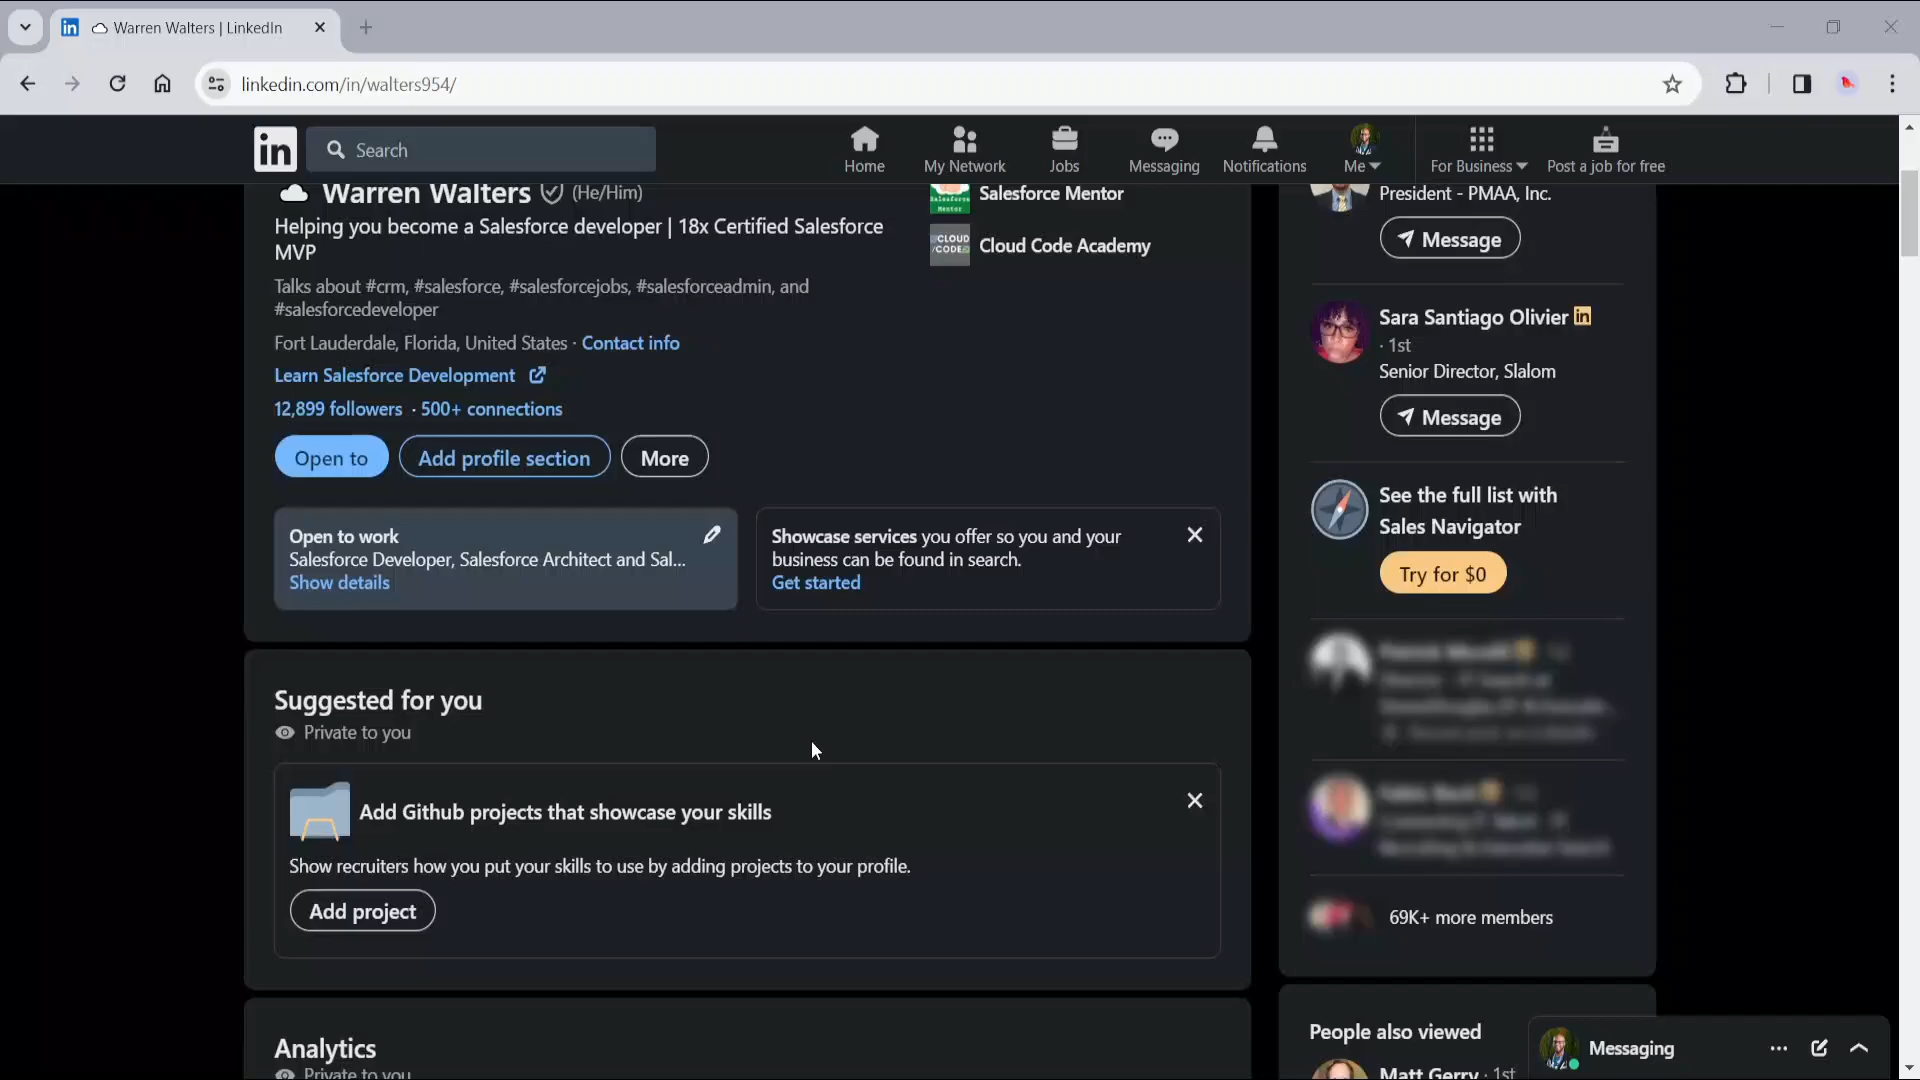 Warren Walters | LinkedIn
linkedin.com/in/walters954/
in
Search
Home
My Network
Jobs
Messaging
Notifications
Me
For Business
Post a job for free
Warren Walters (He/Him)
Helping you become a Salesforce developer | 18x Certified Salesforce
MVP
Talks about #crm, #salesforce, #salesforcejobs, #salesforceadmin, and
#salesforcedeveloper
Fort Lauderdale, Florida, United States · Contact info
Learn Salesforce Development
12,899 followers · 500+ connections
Open to
Add profile section
More
Salesforce Mentor
Cloud Code Academy
Open to work
Salesforce Developer, Salesforce Architect and Sal...
Show details
Showcase services you offer so you and your
business can be found in search.
Get started
Suggested for you
Private to you
Add Github projects that showcase your skills
Show recruiters how you put your skills to use by adding projects to your profile.
Add project
Analytics
Private to you
President - PMAA, Inc.
Message
Sara Santiago Olivier in
· 1st
Senior Director, Slalom
Message
See the full list with
Sales Navigator
Try for $0
69K+ more members
People also viewed
Matt Gerry · 1st
Messaging